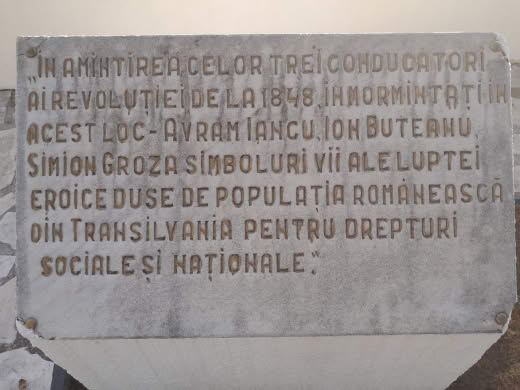 „ÎN AMINTIREA CELOR TREI CONDUCĂTORI
AI REVOLUȚIEI DE LA 1848, ÎNMORMINTAȚI ÎN
ACEST LOC - AVRAM IANCU, ION BUTEANU,
SIMION GROZA SIMBOLURI VII ALE LUPTEI
EROICE DUSE DE POPULAȚIA ROMÂNEASCĂ
DIN TRANSILVANIA PENTRU DREPTURI
SOCIALE ȘI NAȚIONALE.”